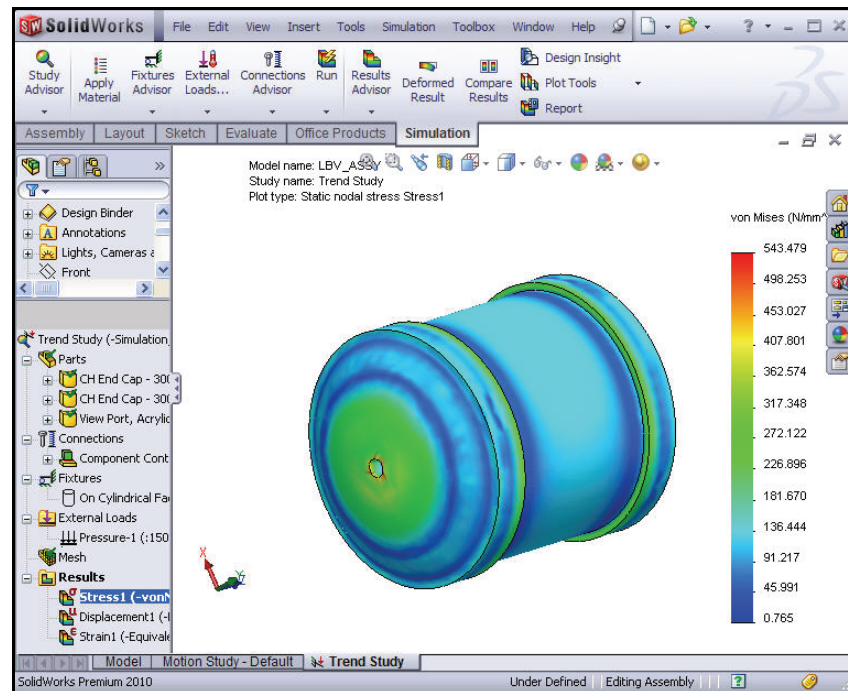 SolidWorks File Edit View Insert Tools Simulation Toolbox Window Help ?
Study Advisor
Apply Material
Fixtures Advisor
External Loads...
Connections Advisor
Run
Results Advisor
Deformed Result
Compare Results
Design Insight
Plot Tools
Report
Assembly Layout Sketch Evaluate Office Products Simulation
Model name: LBV_ASSY
Study name: Trend Study
Plot type: Static nodal stress Stress1
Design Binder
Annotations
Lights, Cameras
Front
Trend Study (-Simulation
Parts
CH End Cap - 300
CH End Cap - 300
View Port, Acrylic
Connections
Component Cont
Fixtures
On Cylindrical Fa
External Loads
Pressure-1 (:150
Mesh
Results
Stress1 (-vonM
Displacement1 (-
Strain1 (-Equivale
von Mises (N/mm^
543.479
498.253
453.027
407.801
362.574
317.348
272.122
226.896
181.670
136.444
91.217
45.991
0.765
X
Model Motion Study - Default Trend Study
SolidWorks Premium 2010 Under Defined Editing Assembly ?